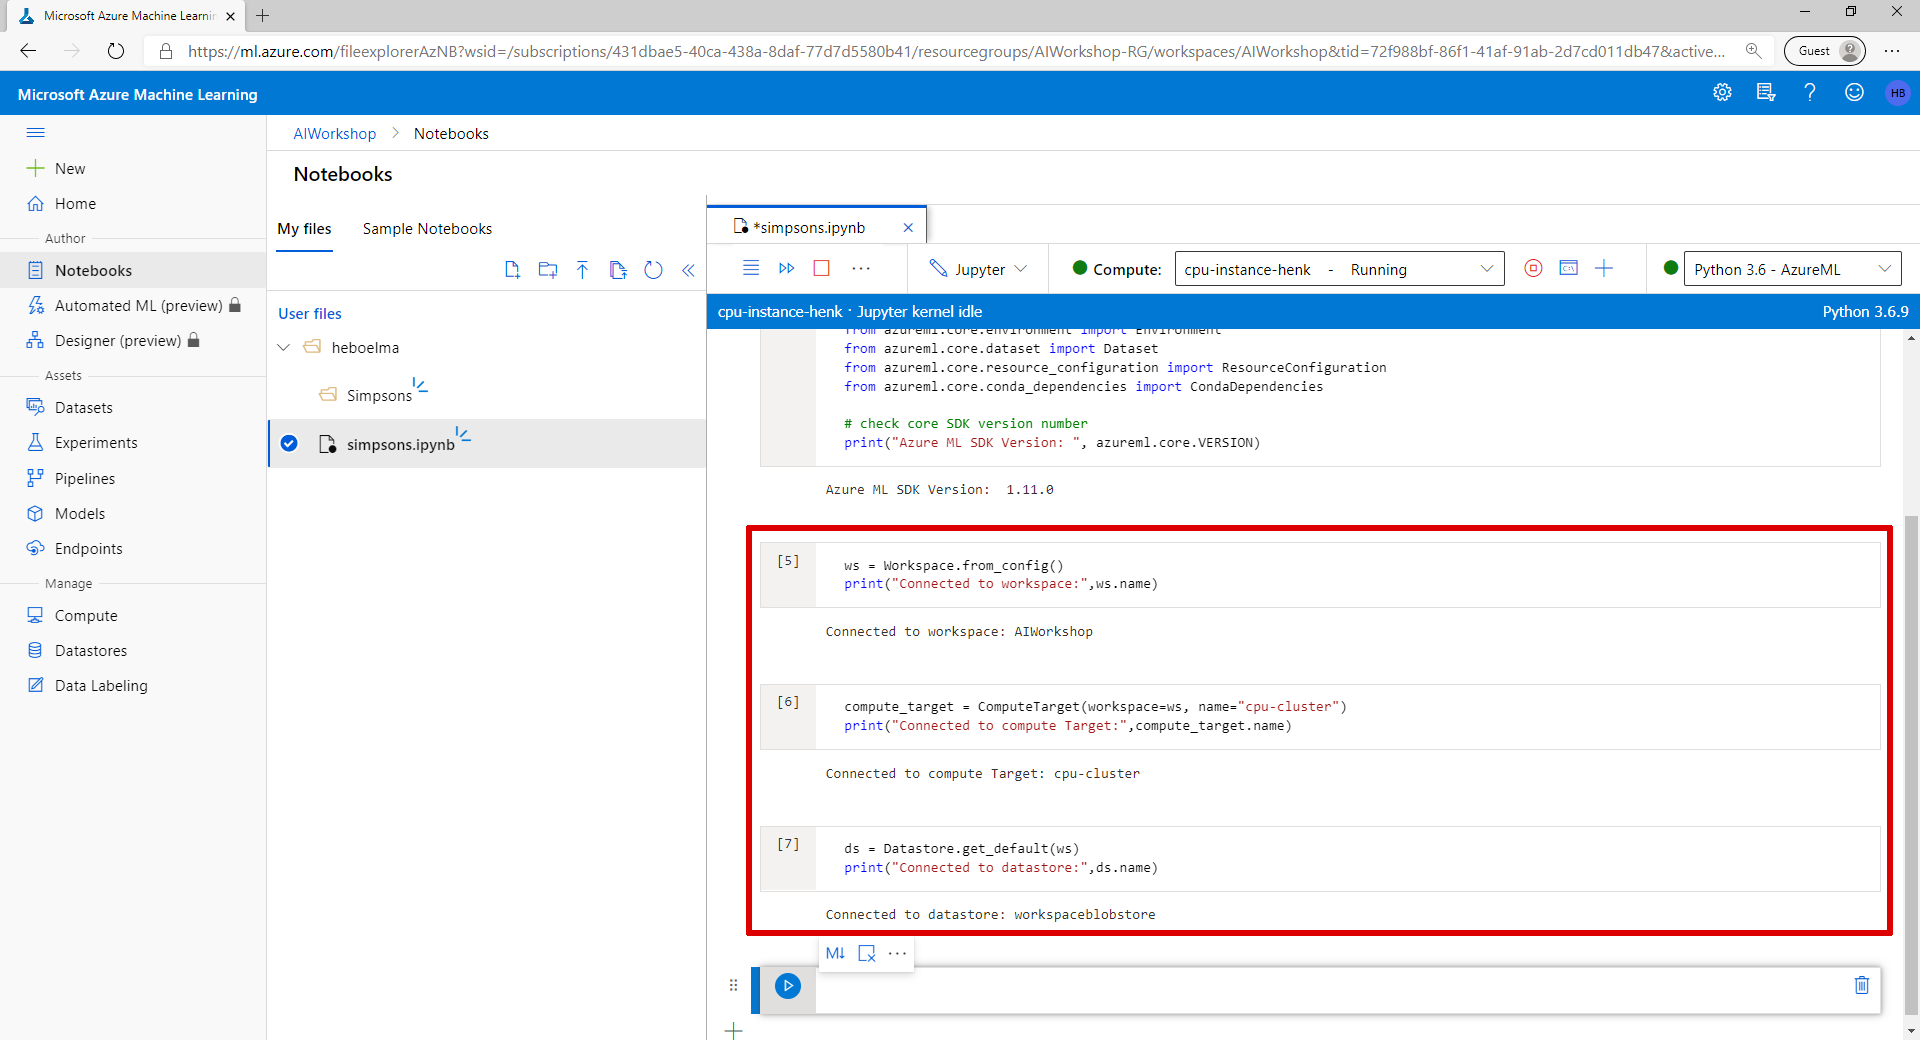 Microsoft Azure Machine Learnin
https://ml.azure.com/fileexplorerAzNB?wsid=/subscriptions/431dbae5-40ca-438a-8daf-77d7d5580b41/resourcegroups/AIWorkshop-RG/workspaces/AIWorkshop&tid=72f988bf-86f1-41af-91ab-2d7cd011db47&active...
Guest
Microsoft Azure Machine Learning
HB
New
Home
Author
Notebooks
Automated ML (preview)
Designer (preview)
Assets
Datasets
Experiments
Pipelines
Models
Endpoints
Manage
Compute
Datastores
Data Labeling
AIWorkshop > Notebooks
Notebooks
My files
Sample Notebooks
User files
heboelma
Simpsons
simpsons.ipynb
*simpsons.ipynb
Jupyter
Compute:
cpu-instance-henk - Running
Python 3.6 - AzureML
cpu-instance-henk · Jupyter kernel idle
Python 3.6.9
from azureml.core.environment import Environment
from azureml.core.dataset import Dataset
from azureml.core.resource_configuration import ResourceConfiguration
from azureml.core.conda_dependencies import CondaDependencies
# check core SDK version number
print("Azure ML SDK Version: ", azureml.core.VERSION)
Azure ML SDK Version:  1.11.0
[5]
ws = Workspace.from_config()
print("Connected to workspace:",ws.name)
Connected to workspace: AIWorkshop
[6]
compute_target = ComputeTarget(workspace=ws, name="cpu-cluster")
print("Connected to compute Target:",compute_target.name)
Connected to compute Target: cpu-cluster
[7]
ds = Datastore.get_default(ws)
print("Connected to datastore:",ds.name)
Connected to datastore: workspaceblobstore
M↓